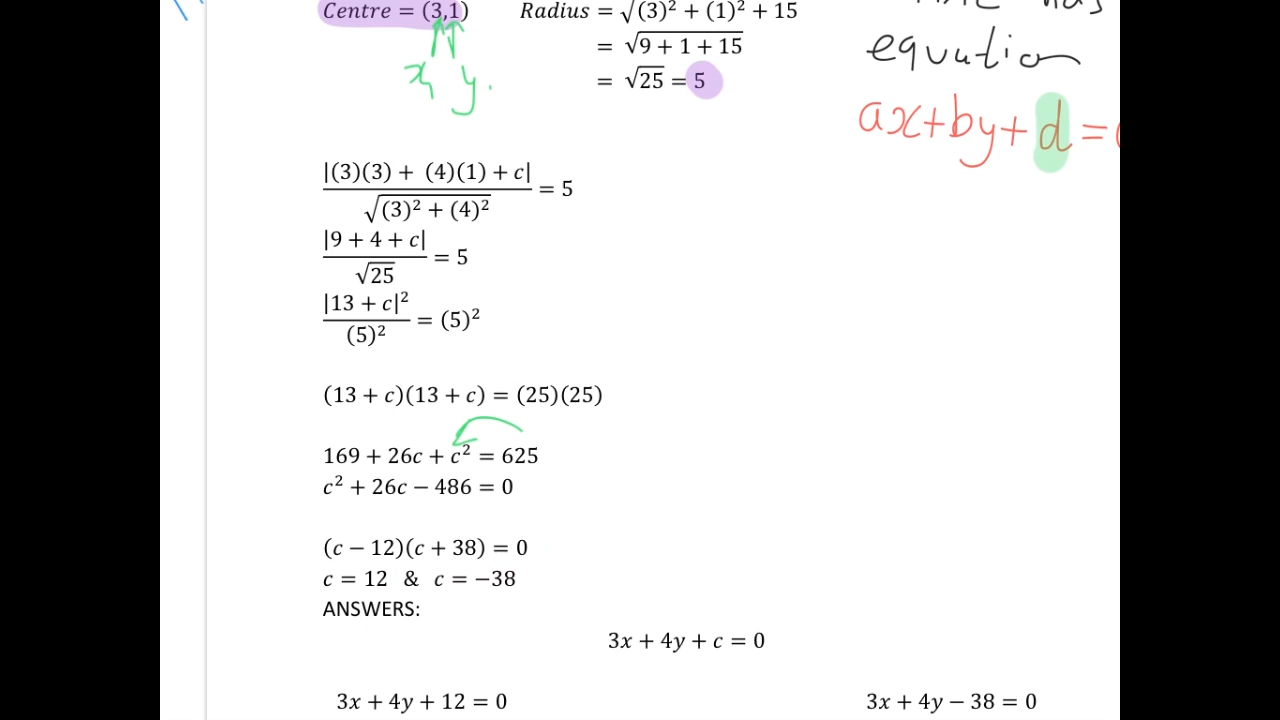 Centre = (3,1) Radius = √(3)² + (1)² + 15
= √9 + 1 + 15
= √25 = 5
x y.
equation
ax+by+d=
|(3)(3) + (4)(1) + c|
√(3)² + (4)²
= 5
|9 + 4 + c|
√25
= 5
|13 + c|²
(5)²
= (5)²
(13 + c)(13 + c) = (25)(25)
169 + 26c + c² = 625
c² + 26c − 486 = 0
(c − 12)(c + 38) = 0
c = 12 & c = −38
ANSWERS:
3x + 4y + c = 0
3x + 4y + 12 = 0 3x + 4y − 38 = 0